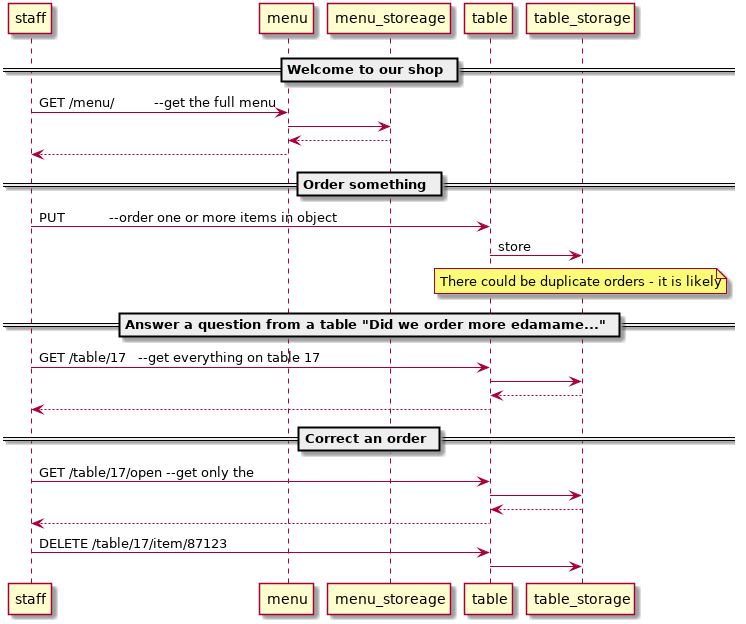 staff menu menu_storeage table table_storage
Welcome to our shop
GET /menu/ --get the full menu
Order something
PUT --order one or more items in object
store
There could be duplicate orders - it is likely
Answer a question from a table "Did we order more edamame..."
GET /table/17 --get everything on table 17
Correct an order
GET /table/17/open --get only the
DELETE /table/17/item/87123
staff menu menu_storeage table table_storage